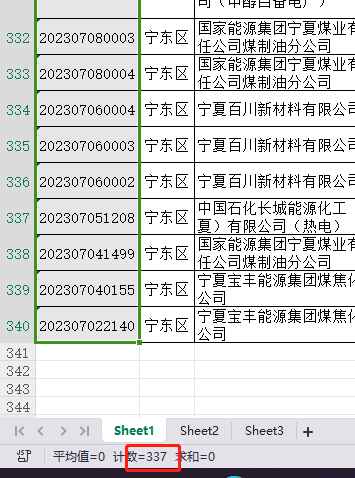 司（甲醇自备电厂）
332 202307080003 宁东区 国家能源集团宁夏煤业有
任公司煤制油分公司
333 202307080004 宁东区 国家能源集团宁夏煤业有
任公司煤制油分公司
334 202307060004 宁东区 宁夏百川新材料有限公司
335 202307060003 宁东区 宁夏百川新材料有限公司
336 202307060002 宁东区 宁夏百川新材料有限公司
337 202307051208 宁东区 中国石化长城能源化工
夏）有限公司（热电）
338 202307041499 宁东区 国家能源集团宁夏煤业有
任公司煤制油分公司
339 202307040155 宁东区 宁夏宝丰能源集团煤焦化
公司
340 202307022140 宁东区 宁夏宝丰能源集团煤焦化
公司
341
342
343
344
Sheet1 Sheet2 Sheet3 +
平均值=0 计数=337 求和=0